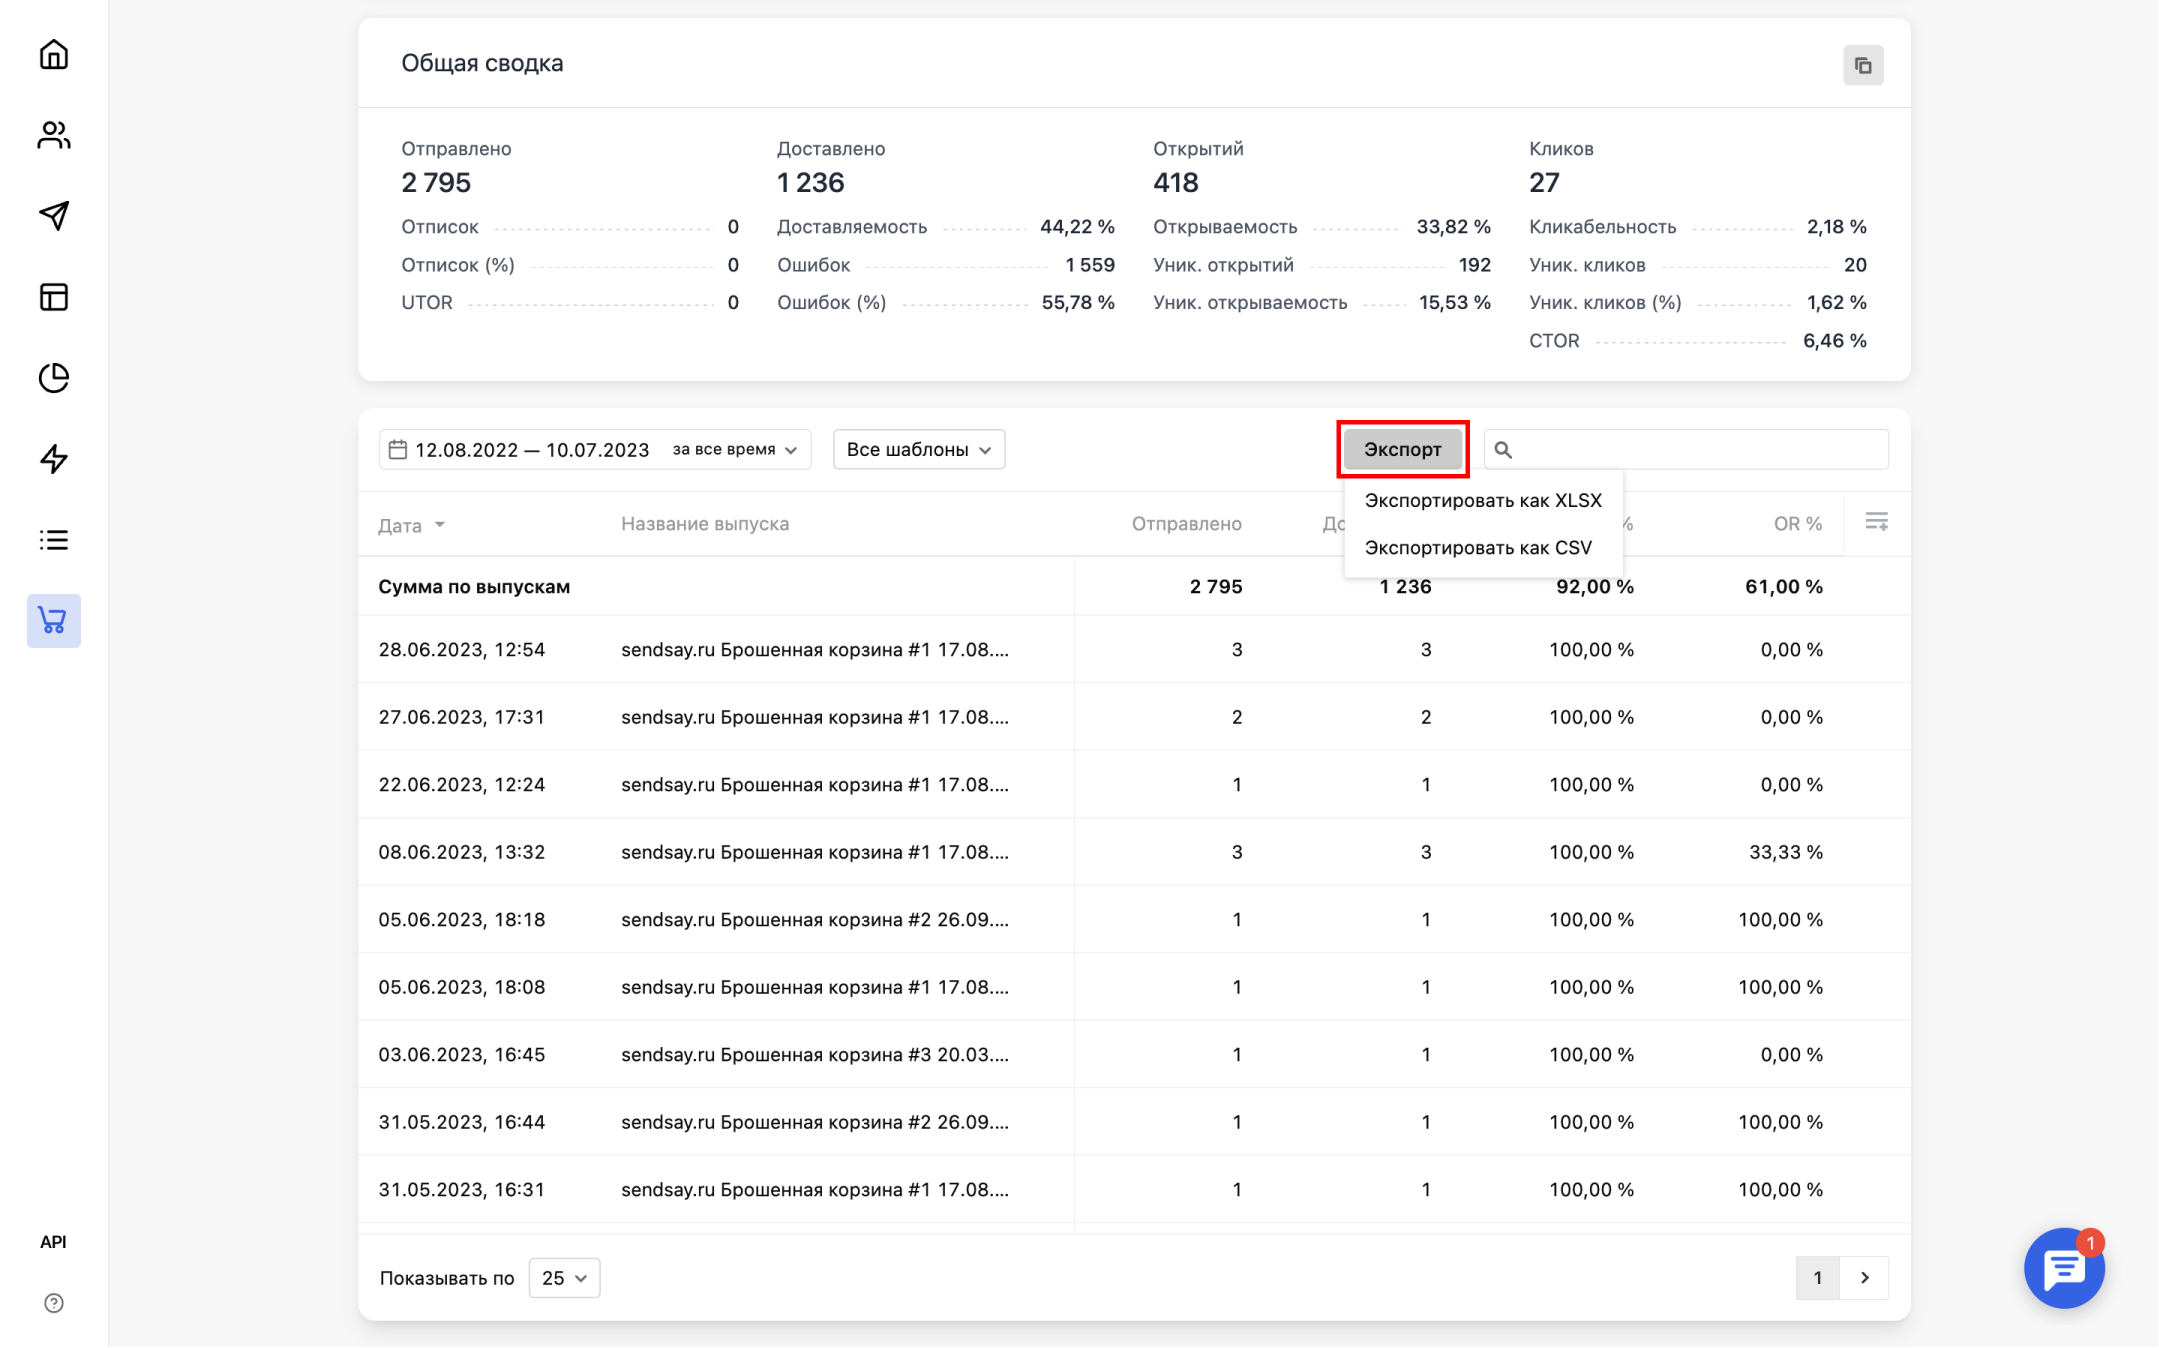 Общая сводка
Отправлено Доставлено Открытий Кликов
2 795 1 236 418 27
Отписок 0 Доставляемость 44,22 % Открываемость 33,82 % Кликабельность 2,18 %
Отписок (%) 0 Ошибок 1 559 Уник. открытий 192 Уник. кликов 20
UTOR 0 Ошибок (%) 55,78 % Уник. открываемость 15,53 % Уник. кликов (%) 1,62 %
CTOR 6,46 %
12.08.2022 — 10.07.2023 за все время Все шаблоны Экспорт
Экспортировать как XLSX
Экспортировать как CSV
Дата Название выпуска Отправлено До % OR %
Сумма по выпускам 2 795 1 236 92,00 % 61,00 %
28.06.2023, 12:54 sendsay.ru Брошенная корзина #1 17.08.... 3 3 100,00 % 0,00 %
27.06.2023, 17:31 sendsay.ru Брошенная корзина #1 17.08.... 2 2 100,00 % 0,00 %
22.06.2023, 12:24 sendsay.ru Брошенная корзина #1 17.08.... 1 1 100,00 % 0,00 %
08.06.2023, 13:32 sendsay.ru Брошенная корзина #1 17.08.... 3 3 100,00 % 33,33 %
05.06.2023, 18:18 sendsay.ru Брошенная корзина #2 26.09.... 1 1 100,00 % 100,00 %
05.06.2023, 18:08 sendsay.ru Брошенная корзина #1 17.08.... 1 1 100,00 % 100,00 %
03.06.2023, 16:45 sendsay.ru Брошенная корзина #3 20.03.... 1 1 100,00 % 0,00 %
31.05.2023, 16:44 sendsay.ru Брошенная корзина #2 26.09.... 1 1 100,00 % 100,00 %
31.05.2023, 16:31 sendsay.ru Брошенная корзина #1 17.08.... 1 1 100,00 % 100,00 %
API
Показывать по 25 1
1